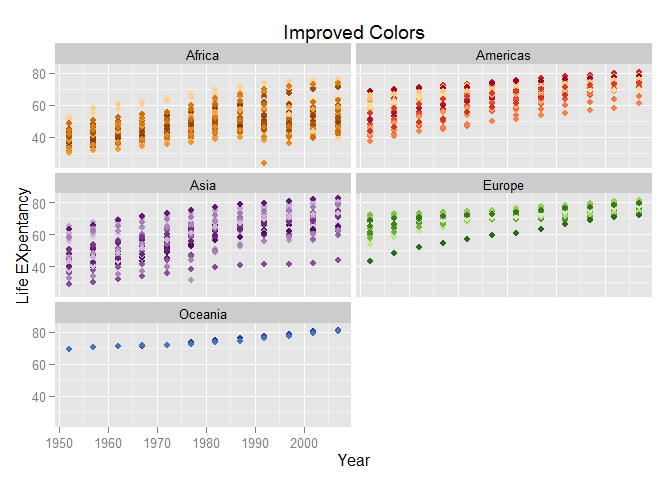 Improved Colors
Africa
Americas
80
60
40
Asia
Europe
80
60
40
Life EXpentancy
Oceania
80
60
40
1950 1960 1970 1980 1990 2000
Year